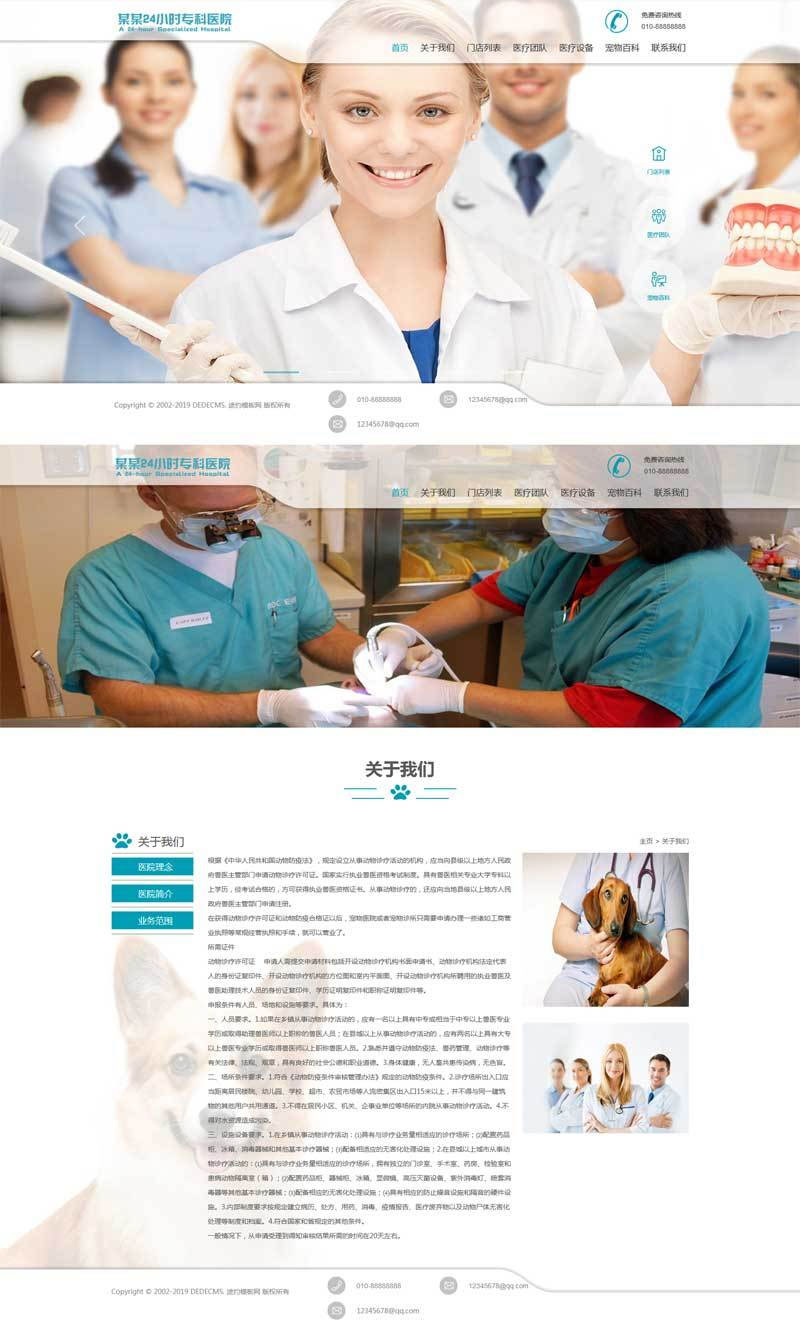 某某24小时专科医院
A 24-hour Specialized Hospital
免费咨询热线
010-88888888
首页 关于我们 门店列表 医疗团队 医疗设备 宠物百科 联系我们
门店列表
医疗团队
宠物百科
Copyright © 2002-2019 DEDECMS. 版权所有
010-88888888
12345678@qq.com
12345678@qq.com
某某24小时专科医院
A 24-hour Specialized Hospital
免费咨询热线
010-88888888
首页 关于我们 门店列表 医疗团队 医疗设备 宠物百科 联系我们
关于我们
关于我们
主页 > 关于我们
医院理念
医院简介
业务范围
根据《中华人民共和国动物防疫法》，规定设立从事动物诊疗活动的机构，应当向县级以上地方人民政
府兽医主管部门申请动物诊疗许可证。国家实行执业兽医资格考试制度。具有兽医相关专业大学专科以
上学历，经考试合格的，方可获得执业兽医资格证书。从事动物诊疗的，还应向当地县级以上地方人民
政府兽医主管部门申请注册。
在获得动物诊疗许可证和动物防疫合格证以后，宠物医院或者宠物诊所只需要申请办理一些诸如工商营
业执照等常规经营执照和手续，就可以营业了。
所需证件
动物诊疗许可证 申请人需提交申请材料包括开设动物诊疗机构书面申请书、动物诊疗机构法定代表
人的身份证复印件、开设动物诊疗机构的方位图和室内平面图、开设动物诊疗机构所聘用的执业兽医及
兽医助理技术人员的身份证复印件、学历证明复印件和职称证明复印件等。
申报条件有人员、场地和设施等要求。具体为：
一、人员要求。1.如果在乡镇从事动物诊疗活动的，应有一名以上具有中专或相当于中专以上兽医专业
学历或取得助理兽医师以上职称的兽医人员；在县城以上从事动物诊疗活动的，应有两名以上具有大专
以上兽医专业学历或取得兽医师以上职称兽医人员。2.熟悉并遵守动物防疫法、兽药管理、动物诊疗等
有关法律、法规、规章，具有良好的社会公德和职业道德。3.身体健康，无人畜共患传染病，无色盲。
二、场所条件要求。1.符合《动物防疫条件审核管理办法》规定的动物防疫条件。2.诊疗场所出入口应
当距离居民楼院、幼儿园、学校、超市、农贸市场等人流密集区出入口15米以上，并不得与同一建筑
物的其他用户共用通道。3.不得在居民小区、机关、企事业单位等场所的内院从事动物诊疗活动。4.不
得对水资源造成污染。
三、设施设备要求。1.在乡镇从事动物诊疗活动：(1)具有与诊疗业务量相适应的诊疗场所；(2)配置药品
柜、冰箱、消毒器械和其他基本诊疗器械；(3)配备相应的无害化处理设施；2.在县城以上城市从事动
物诊疗活动的：(1)具有与诊疗业务量相适应的诊疗场所，拥有独立的门诊室、手术室、药房、检验室和
患病动物隔离室（箱）；(2)配置药品柜、器械柜、冰箱、显微镜、高压灭菌设备、紫外消毒灯、喷雾消
毒器等其他基本诊疗器械；(3)配备相应的无害化处理设施；(4)具有相应的防止噪音设施和隔音的硬件设
施。3.内部制度要求按规定建立病历、处方、用药、消毒、疫情报告、医疗废弃物以及动物尸体无害化
处理等制度和档案。4.符合国家和省规定的其他条件。
一般情况下，从申请受理到得知审核结果所需的时间在20天左右。
Copyright © 2002-2019 DEDECMS. 版权所有
010-88888888
12345678@qq.com
12345678@qq.com